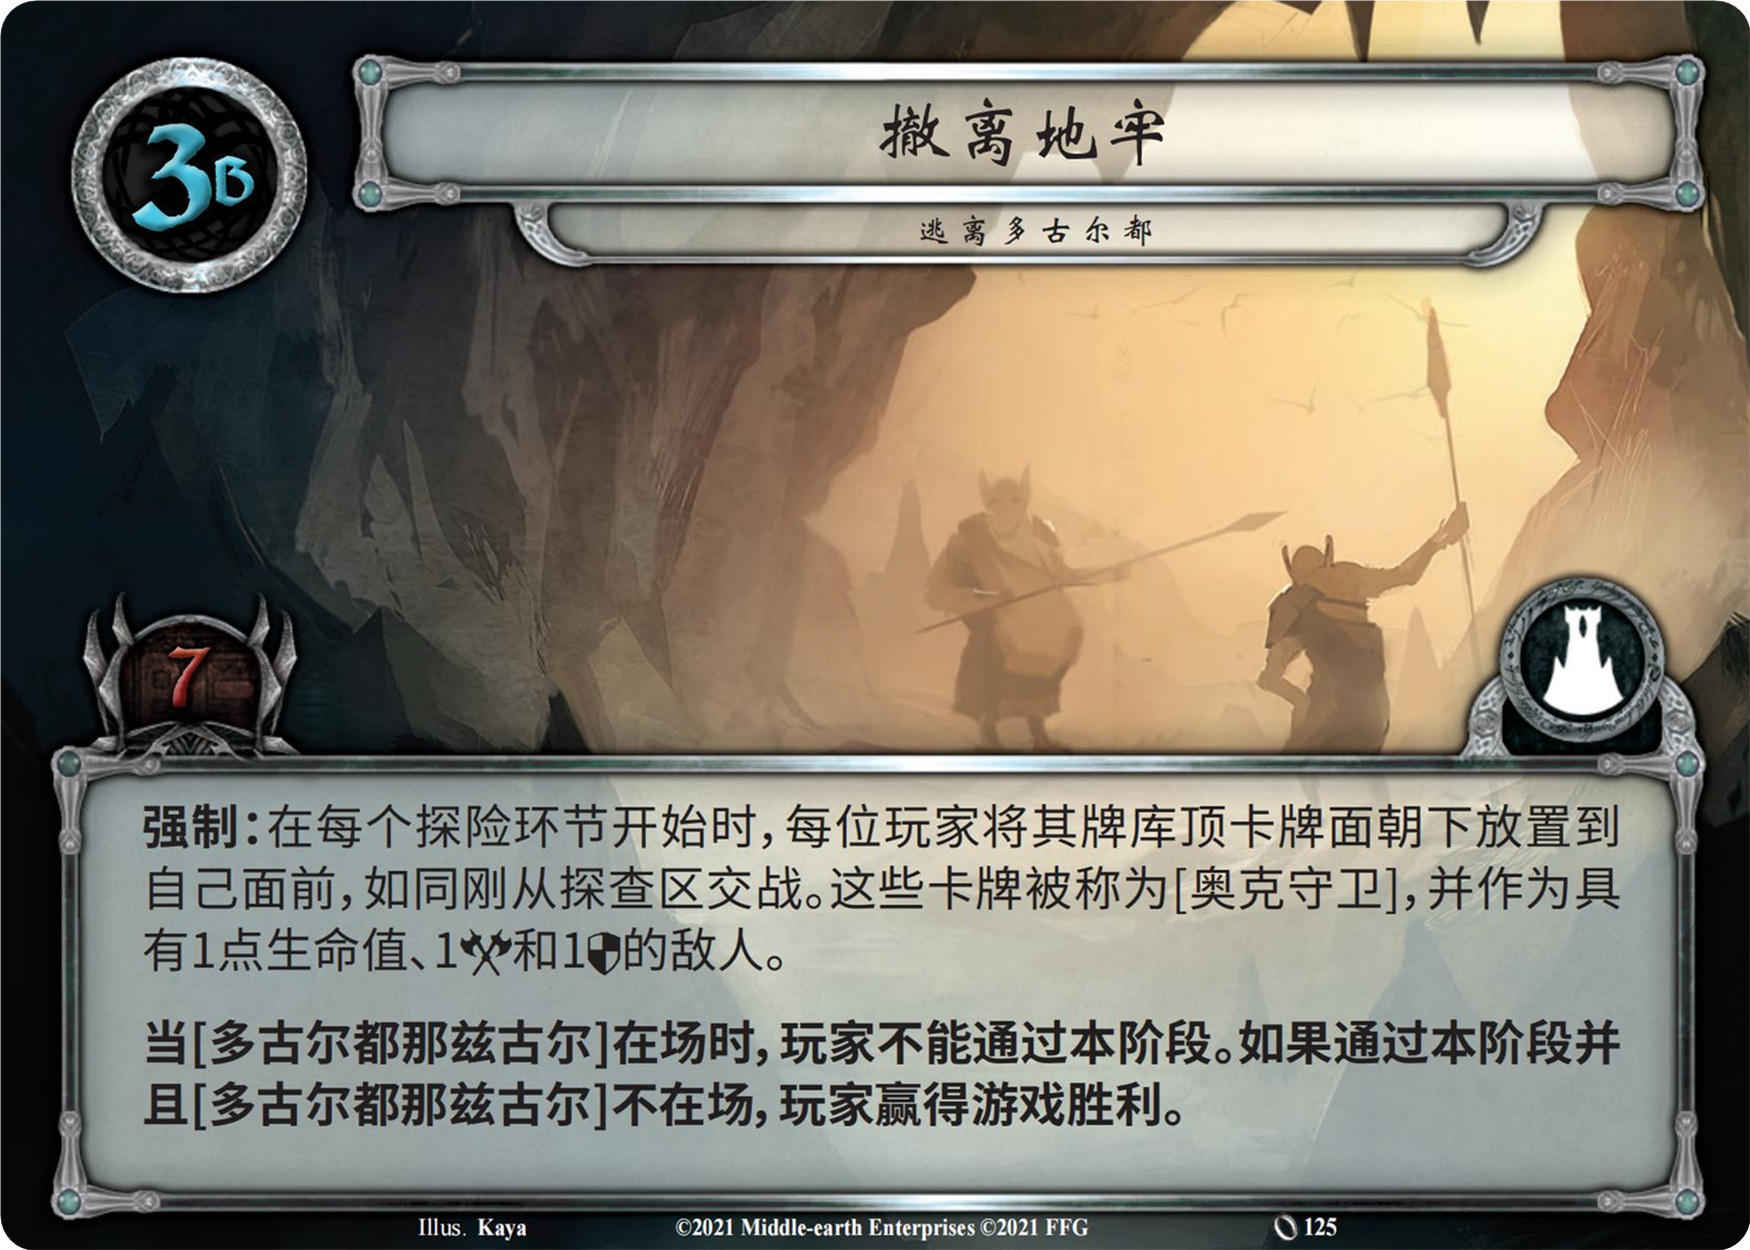 3B
撤离地牢
逃离多古尔都
7
强制：在每个探险环节开始时，每位玩家将其牌库顶卡牌面朝下放置到
自己面前，如同刚从探查区交战。这些卡牌被称为[奥克守卫]，并作为具
有1点生命值、1和1的敌人。
当[多古尔都那兹古尔]在场时，玩家不能通过本阶段。如果通过本阶段并
且[多古尔都那兹古尔]不在场，玩家赢得游戏胜利。
Illus. Kaya ©2021 Middle-earth Enterprises ©2021 FFG 125